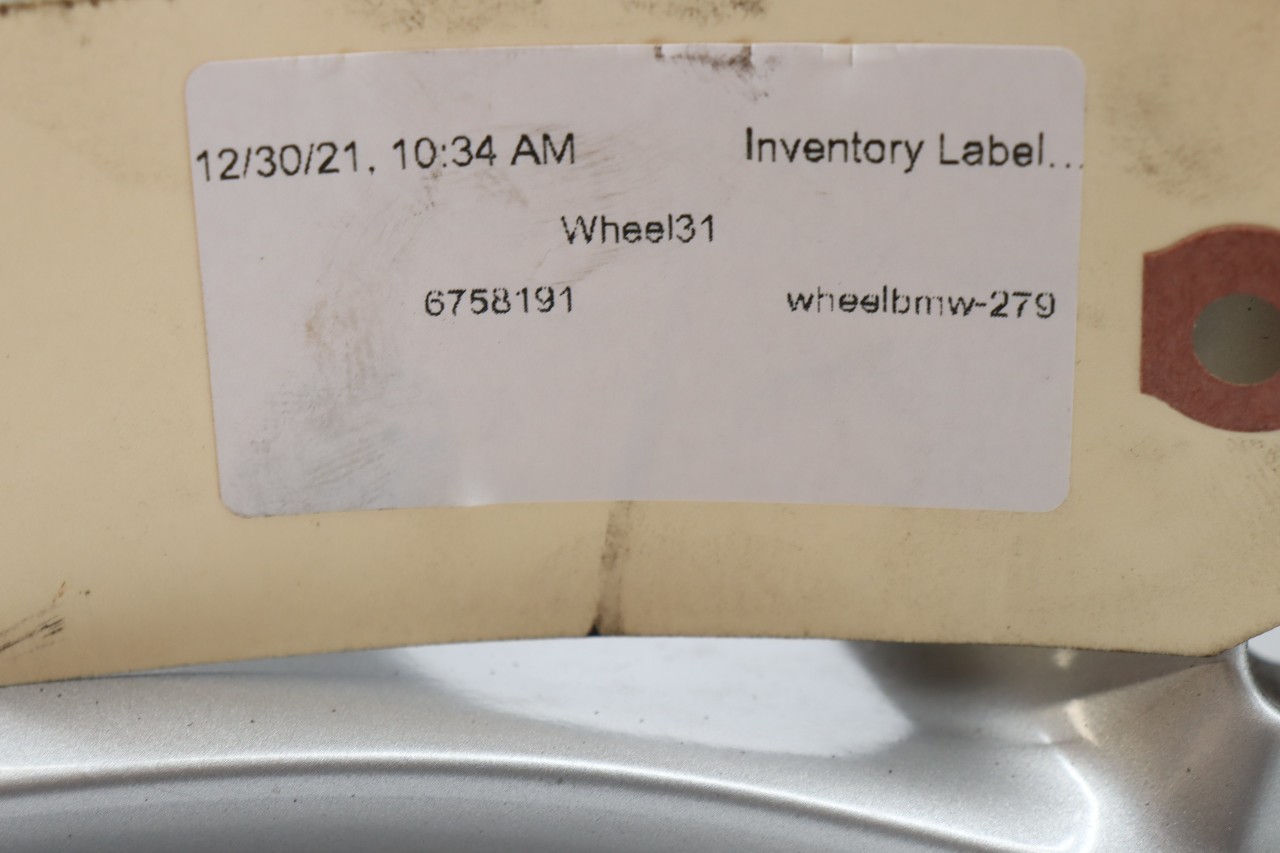 12/30/21, 10:34 AM Inventory Label...
Wheel31
6758191 wheelbmw-279